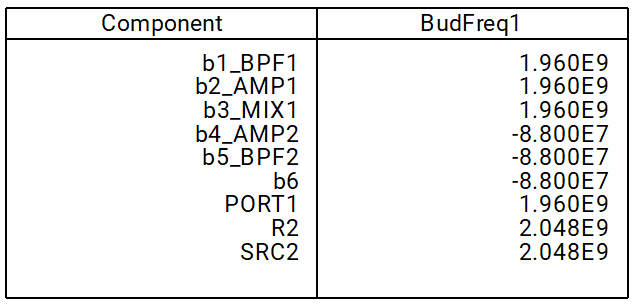 Component BudFreq1
b1_BPF1 1.960E9
b2_AMP1 1.960E9
b3_MIX1 1.960E9
b4_AMP2 -8.800E7
b5_BPF2 -8.800E7
b6 -8.800E7
PORT1 1.960E9
R2 2.048E9
SRC2 2.048E9